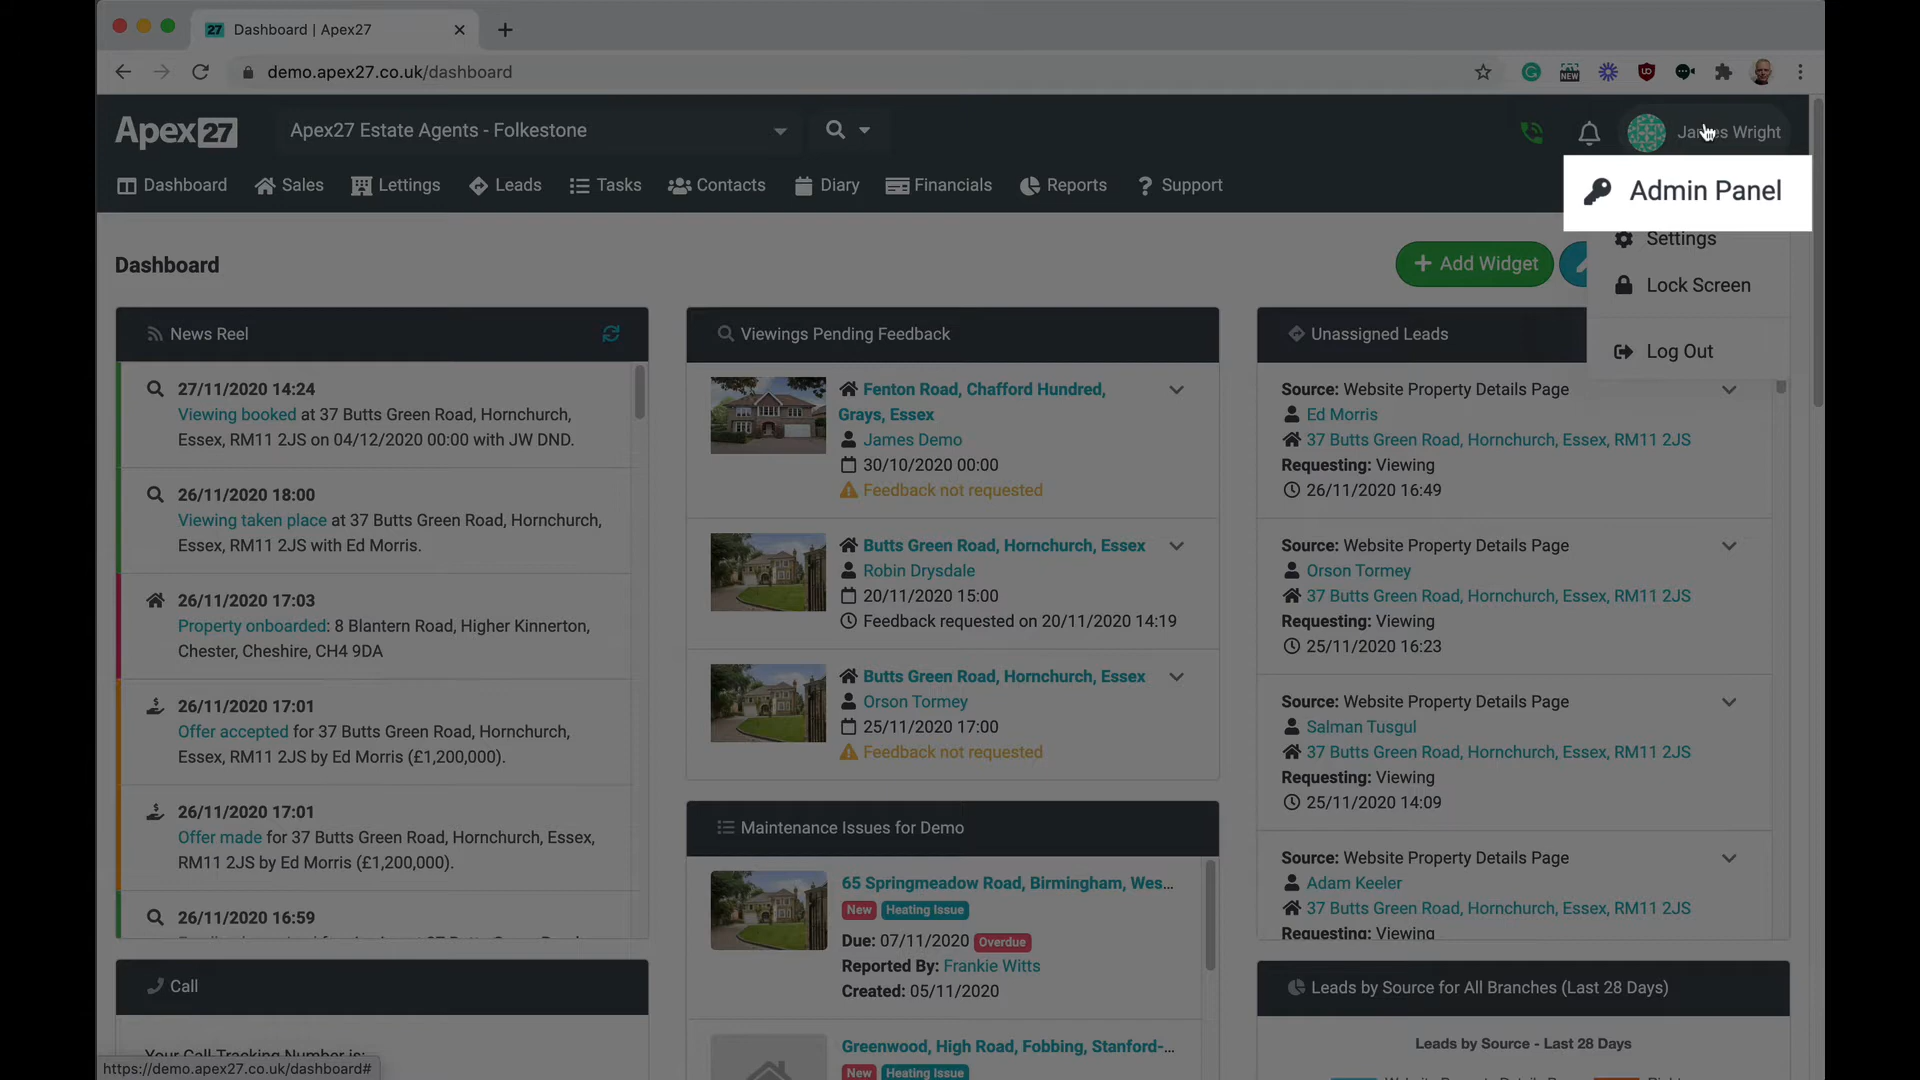 Dashboard | Apex27
demo.apex27.co.uk/dashboard
NEW
Apex27
Apex27 Estate Agents - Folkestone
James Wright
Dashboard
Sales
Lettings
Leads
Tasks
Contacts
Diary
Financials
Reports
Support
Admin Panel
Settings
Lock Screen
Log Out
Dashboard
Add Widget
News Reel
27/11/2020 14:24
Viewing booked at 37 Butts Green Road, Hornchurch,
Essex, RM11 2JS on 04/12/2020 00:00 with JW DND.
26/11/2020 18:00
Viewing taken place at 37 Butts Green Road, Hornchurch,
Essex, RM11 2JS with Ed Morris.
26/11/2020 17:03
Property onboarded: 8 Blantern Road, Higher Kinnerton,
Chester, Cheshire, CH4 9DA
26/11/2020 17:01
Offer accepted for 37 Butts Green Road, Hornchurch,
Essex, RM11 2JS by Ed Morris (£1,200,000).
26/11/2020 17:01
Offer made for 37 Butts Green Road, Hornchurch, Essex,
RM11 2JS by Ed Morris (£1,200,000).
26/11/2020 16:59
Call
Your Call Tracking Number is:
https://demo.apex27.co.uk/dashboard#
Viewings Pending Feedback
Fenton Road, Chafford Hundred,
Grays, Essex
James Demo
30/10/2020 00:00
Feedback not requested
Butts Green Road, Hornchurch, Essex
Robin Drysdale
20/11/2020 15:00
Feedback requested on 20/11/2020 14:19
Butts Green Road, Hornchurch, Essex
Orson Tormey
25/11/2020 17:00
Feedback not requested
Maintenance Issues for Demo
65 Springmeadow Road, Birmingham, Wes...
New Heating Issue
Due: 07/11/2020 Overdue
Reported By: Frankie Witts
Created: 05/11/2020
Greenwood, High Road, Fobbing, Stanford-...
New Heating Issue
Unassigned Leads
Source: Website Property Details Page
Ed Morris
37 Butts Green Road, Hornchurch, Essex, RM11 2JS
Requesting: Viewing
26/11/2020 16:49
Source: Website Property Details Page
Orson Tormey
37 Butts Green Road, Hornchurch, Essex, RM11 2JS
Requesting: Viewing
25/11/2020 16:23
Source: Website Property Details Page
Salman Tusgul
37 Butts Green Road, Hornchurch, Essex, RM11 2JS
Requesting: Viewing
25/11/2020 14:09
Source: Website Property Details Page
Adam Keeler
37 Butts Green Road, Hornchurch, Essex, RM11 2JS
Requesting: Viewing
Leads by Source for All Branches (Last 28 Days)
Leads by Source - Last 28 Days